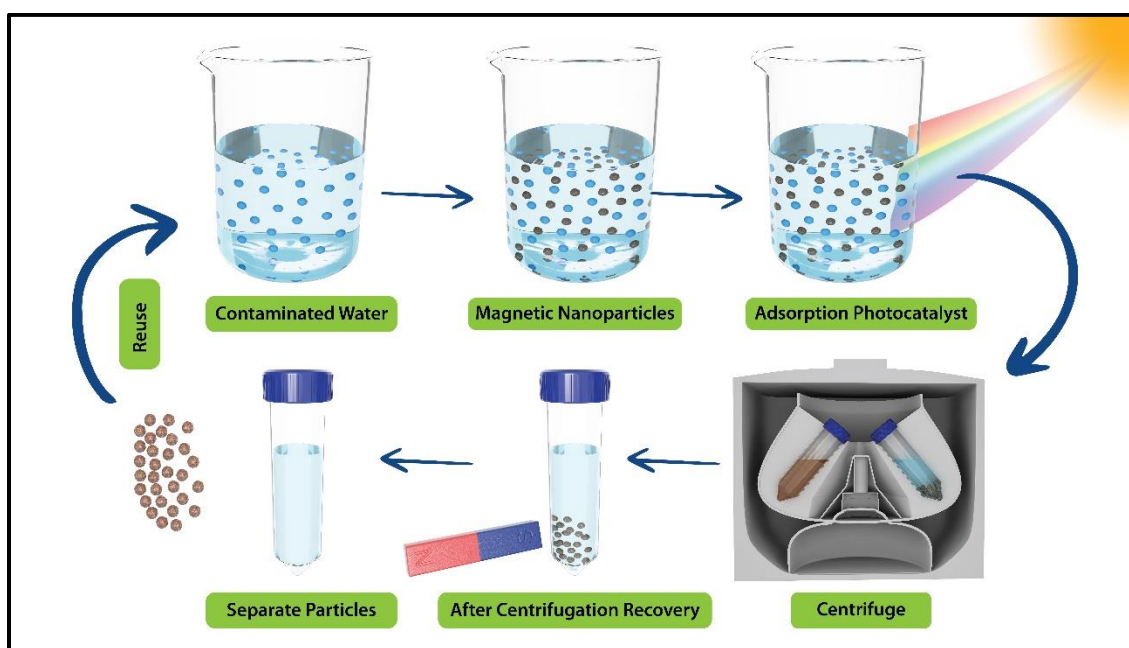 Contaminated Water
Magnetic Nanoparticles
Adsorption Photocatalyst
Reuse
Separate Particles
After Centrifugation Recovery
Centrifuge
N
S